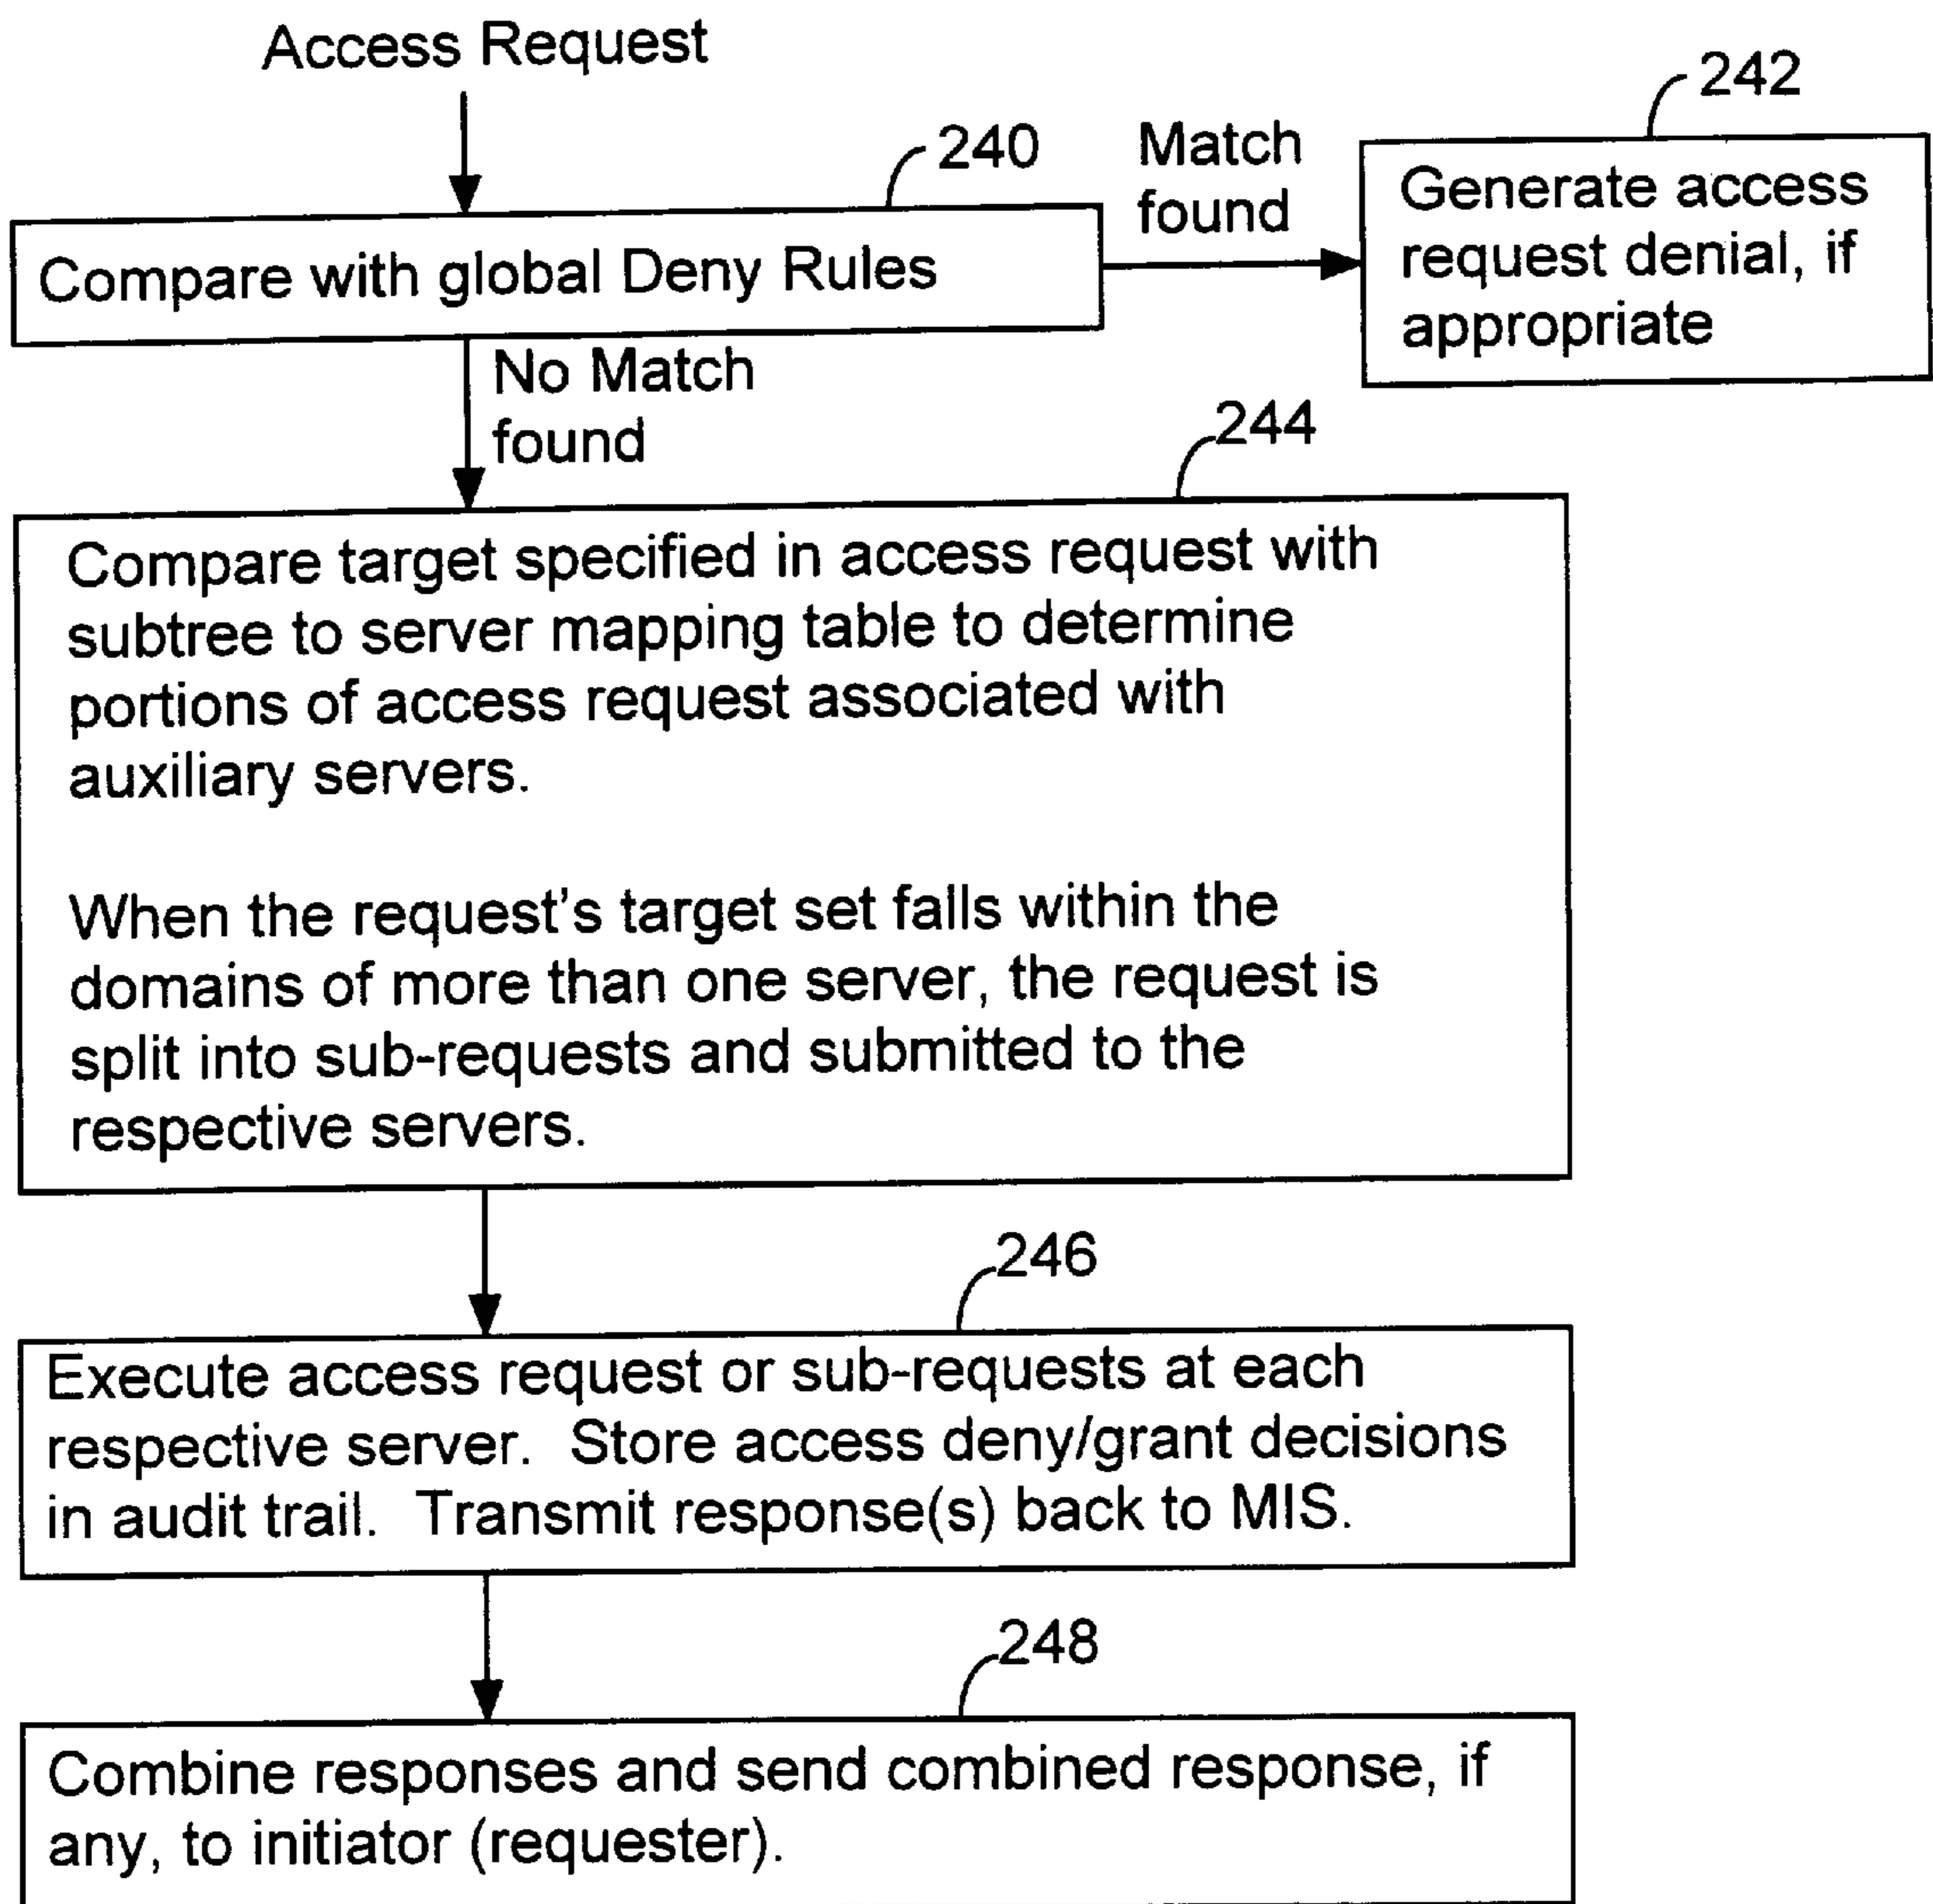 Access Request
240
Compare with global Deny Rules
Match
found
242
Generate access
request denial, if
appropriate
No Match
found
244
Compare target specified in access request with
subtree to server mapping table to determine
portions of access request associated with
auxiliary servers.
When the request's target set falls within the
domains of more than one server, the request is
split into sub-requests and submitted to the
respective servers.
246
Execute access request or sub-requests at each
respective server.  Store access deny/grant decisions
in audit trail.  Transmit response(s) back to MIS.
248
Combine responses and send combined response, if
any, to initiator (requester).